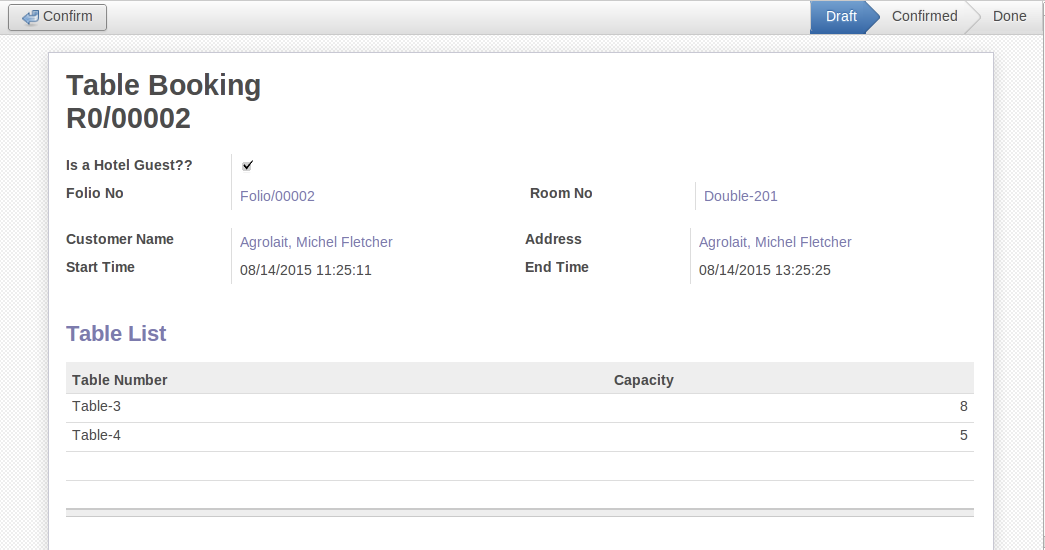 Confirm Draft Confirmed Done
Table Booking
R0/00002
Is a Hotel Guest??
Folio No Folio/00002 Room No Double-201
Customer Name Agrolait, Michel Fletcher Address Agrolait, Michel Fletcher
Start Time 08/14/2015 11:25:11 End Time 08/14/2015 13:25:25
Table List
Table Number Capacity
Table-3 8
Table-4 5